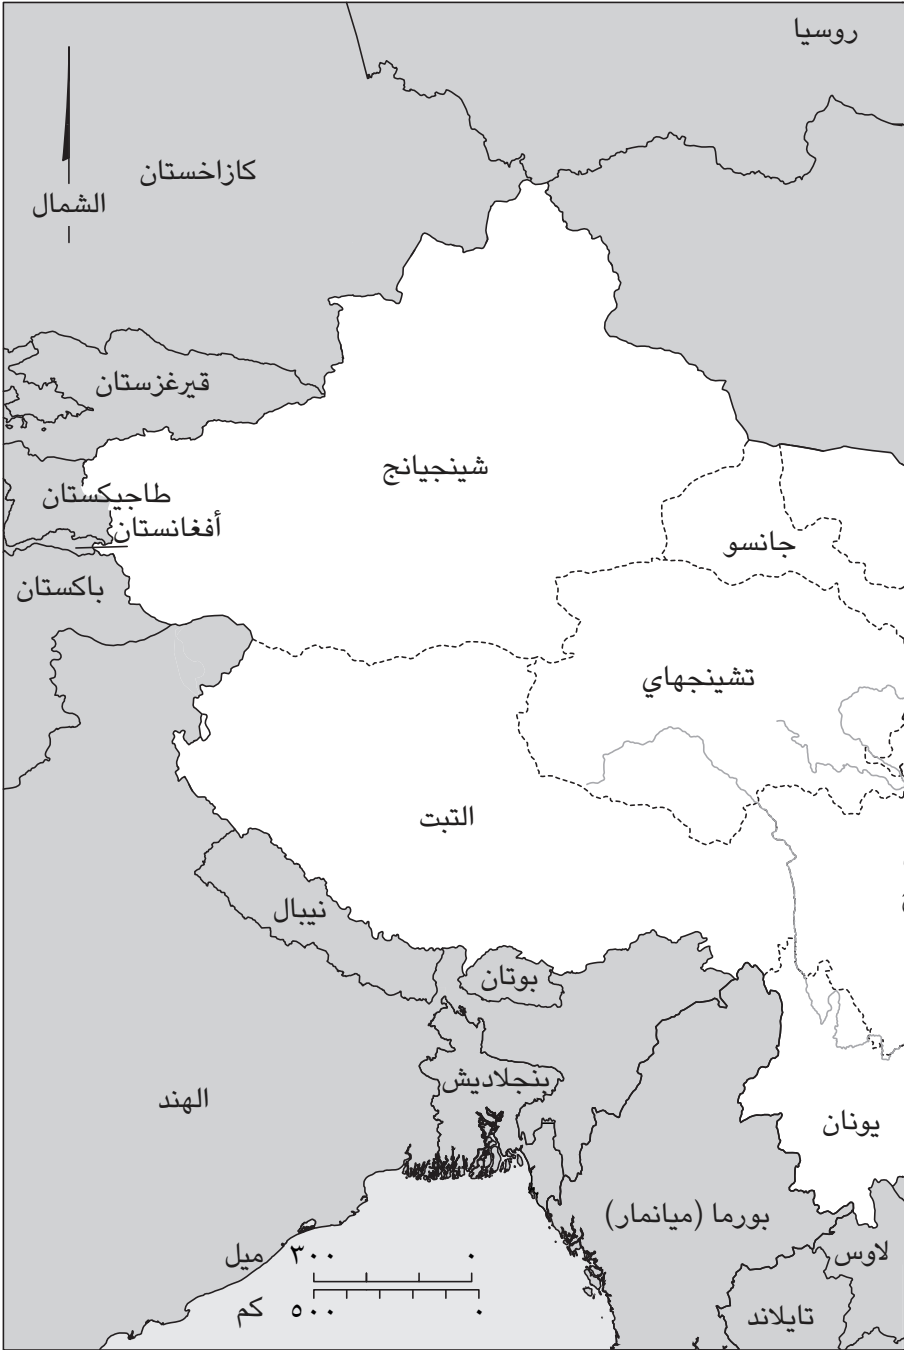 روسيا
كازاخستان
الشمال
قيرغزستان
شينجيانج
طاجيكستان
أفغانستان
جانسو
باكستان
تشينجهاي
التبت
نيبال
بوتان
بنجلاديش
الهند
يونان
بورما (ميانمار)
لاوس
ميل ٣٠٠ ٠
كم ٥٠٠ ٠
تايلاند